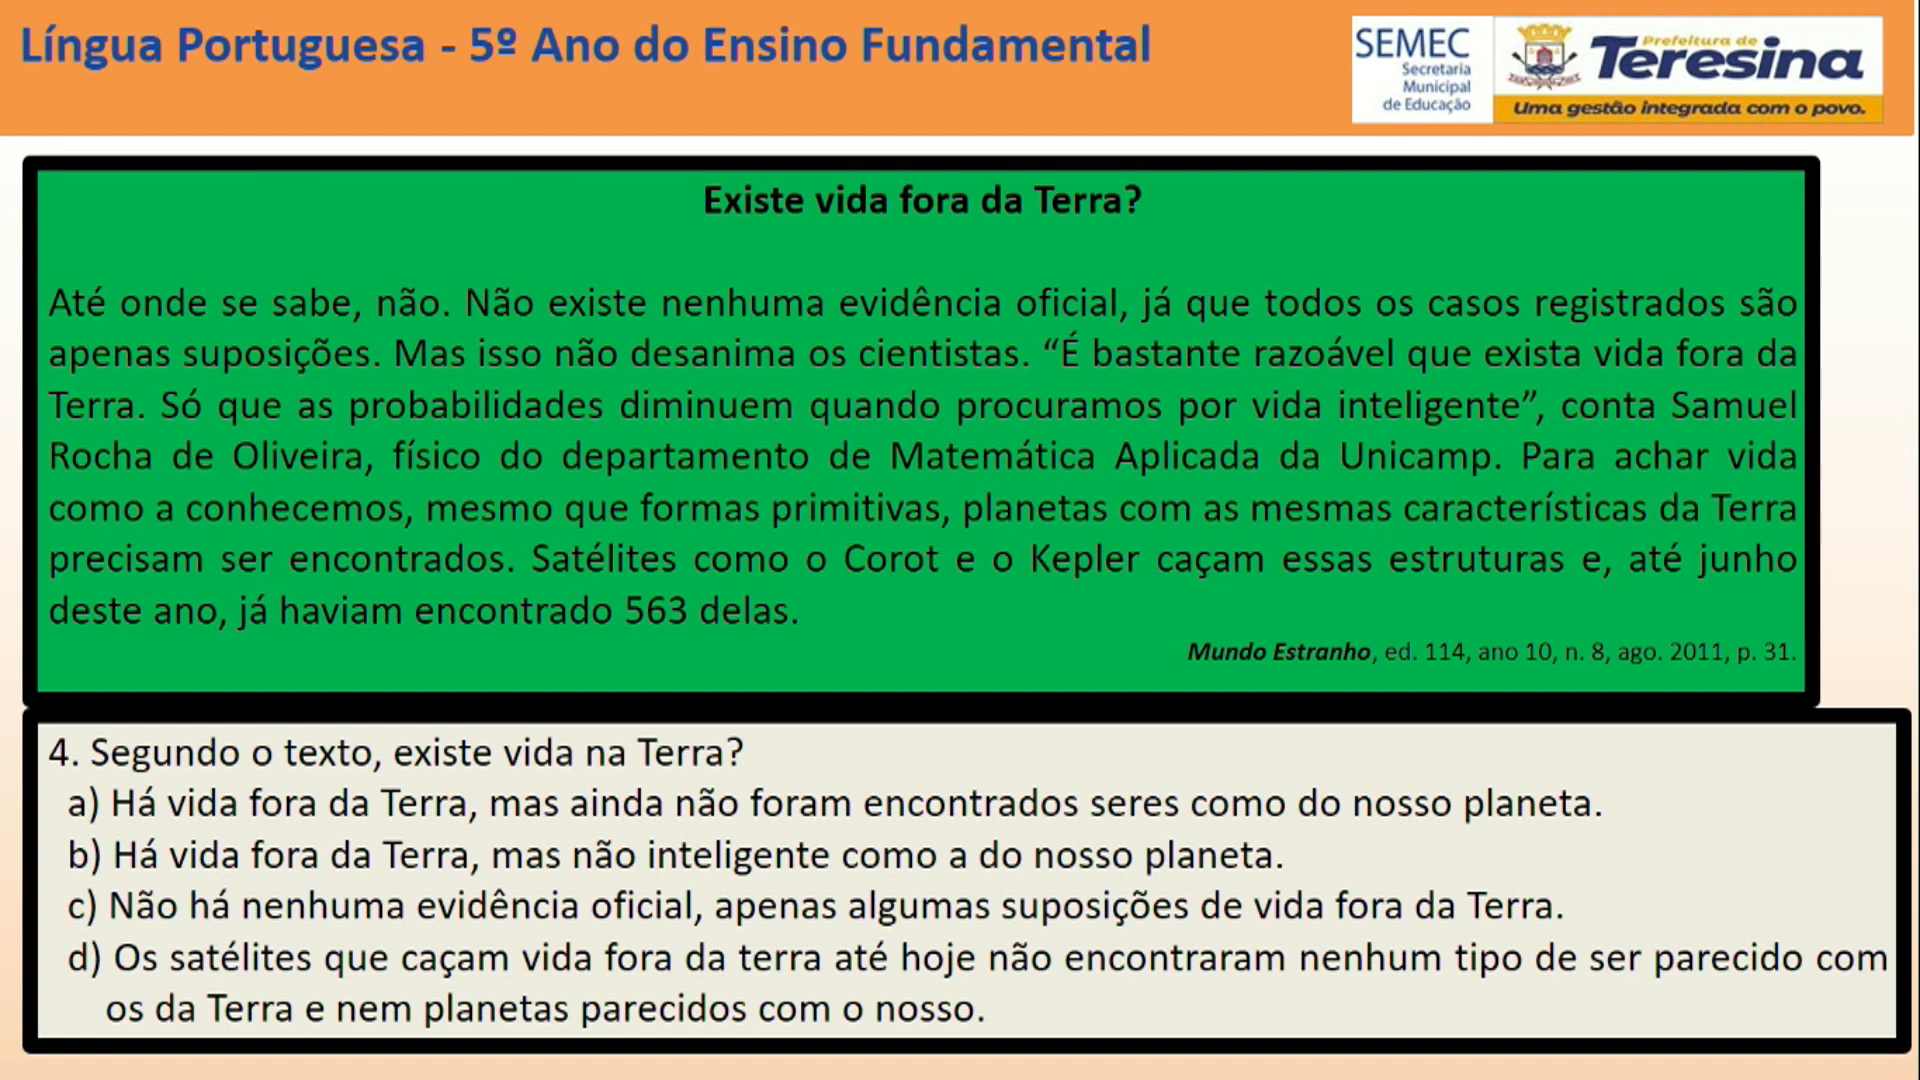 Língua Portuguesa - 5º Ano do Ensino Fundamental
SEMEC
Secretaria
Municipal
de Educação
Prefeitura de
Teresina
Uma gestão integrada com o povo.
Existe vida fora da Terra?
Até onde se sabe, não. Não existe nenhuma evidência oficial, já que todos os casos registrados são
apenas suposições. Mas isso não desanima os cientistas. “É bastante razoável que exista vida fora da
Terra. Só que as probabilidades diminuem quando procuramos por vida inteligente”, conta Samuel
Rocha de Oliveira, físico do departamento de Matemática Aplicada da Unicamp. Para achar vida
como a conhecemos, mesmo que formas primitivas, planetas com as mesmas características da Terra
precisam ser encontrados. Satélites como o Corot e o Kepler caçam essas estruturas e, até junho
deste ano, já haviam encontrado 563 delas.
Mundo Estranho, ed. 114, ano 10, n. 8, ago. 2011, p. 31.
4. Segundo o texto, existe vida na Terra?
a) Há vida fora da Terra, mas ainda não foram encontrados seres como do nosso planeta.
b) Há vida fora da Terra, mas não inteligente como a do nosso planeta.
c) Não há nenhuma evidência oficial, apenas algumas suposições de vida fora da Terra.
d) Os satélites que caçam vida fora da terra até hoje não encontraram nenhum tipo de ser parecido com
os da Terra e nem planetas parecidos com o nosso.